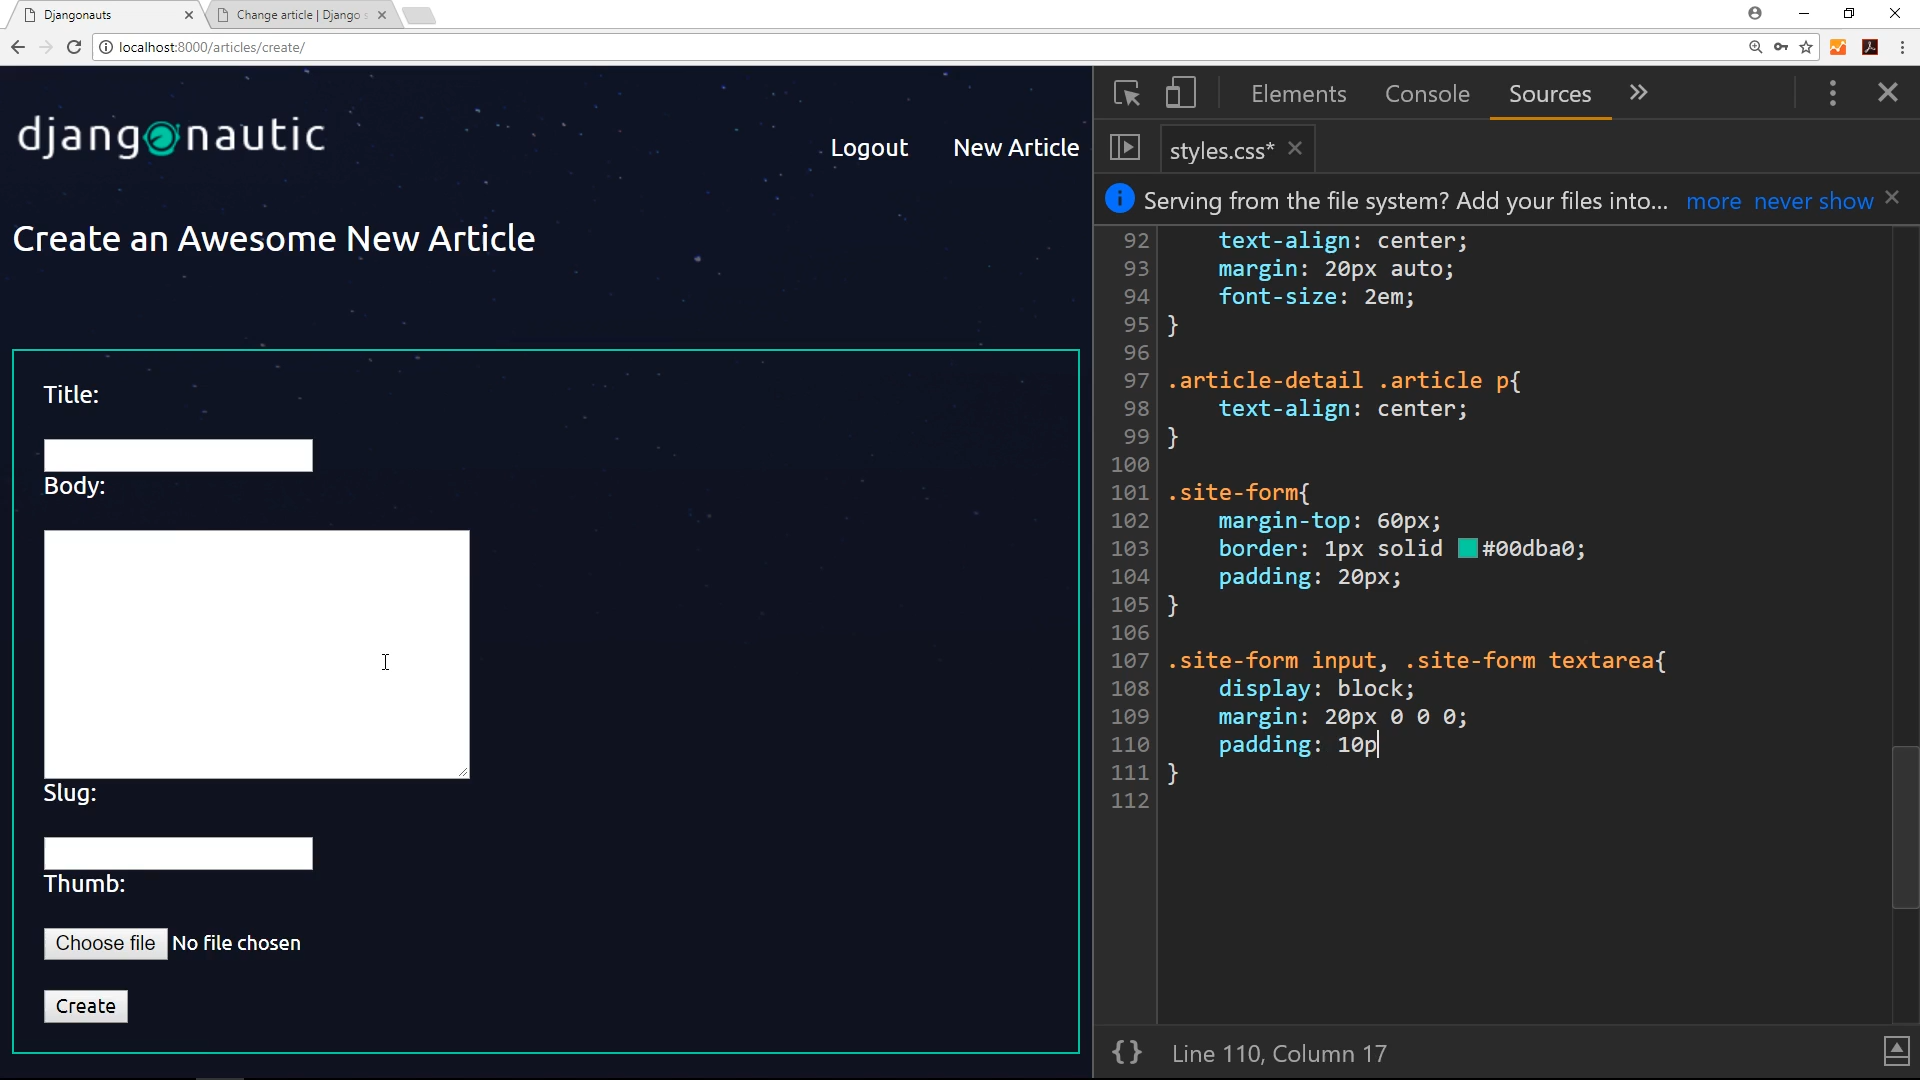 Djangonauts
Change article | Django s
localhost:8000/articles/create/
djangonautic
Logout New Article
Create an Awesome New Article
Title:
Body:
Slug:
Thumb:
Choose file No file chosen
Create
Elements Console Sources »
styles.css*
Serving from the file system? Add your files into... more never show
92 text-align: center;
93 margin: 20px auto;
94 font-size: 2em;
95 }
96
97 .article-detail .article p{
98 text-align: center;
99 }
100
101 .site-form{
102 margin-top: 60px;
103 border: 1px solid #00dba0;
104 padding: 20px;
105 }
106
107 .site-form input, .site-form textarea{
108 display: block;
109 margin: 20px 0 0 0;
110 padding: 10p
111 }
112
{} Line 110, Column 17